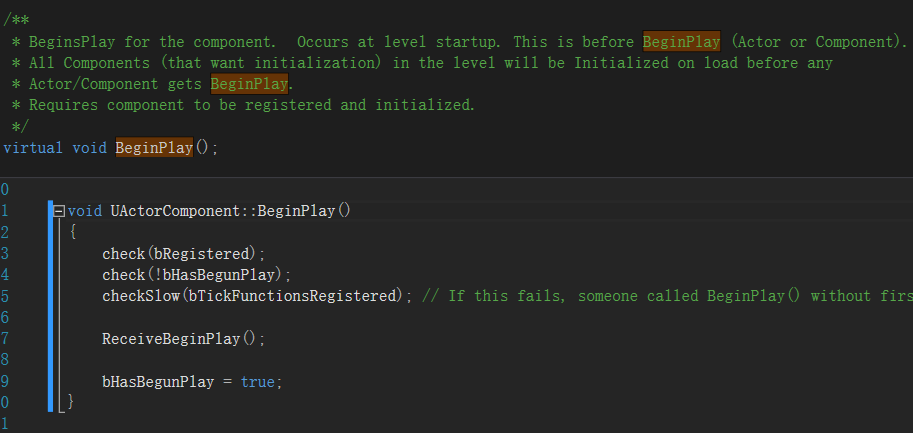 /**
* BeginsPlay for the component.  Occurs at level startup. This is before BeginPlay (Actor or Component).
* All Components (that want initialization) in the level will be Initialized on load before any
* Actor/Component gets BeginPlay.
* Requires component to be registered and initialized.
*/
virtual void BeginPlay();
0
1 void UActorComponent::BeginPlay()
2 {
3 check(bRegistered);
4 check(!bHasBegunPlay);
5 checkSlow(bTickFunctionsRegistered); // If this fails, someone called BeginPlay() without firs
6
7 ReceiveBeginPlay();
8
9 bHasBegunPlay = true;
0 }
1